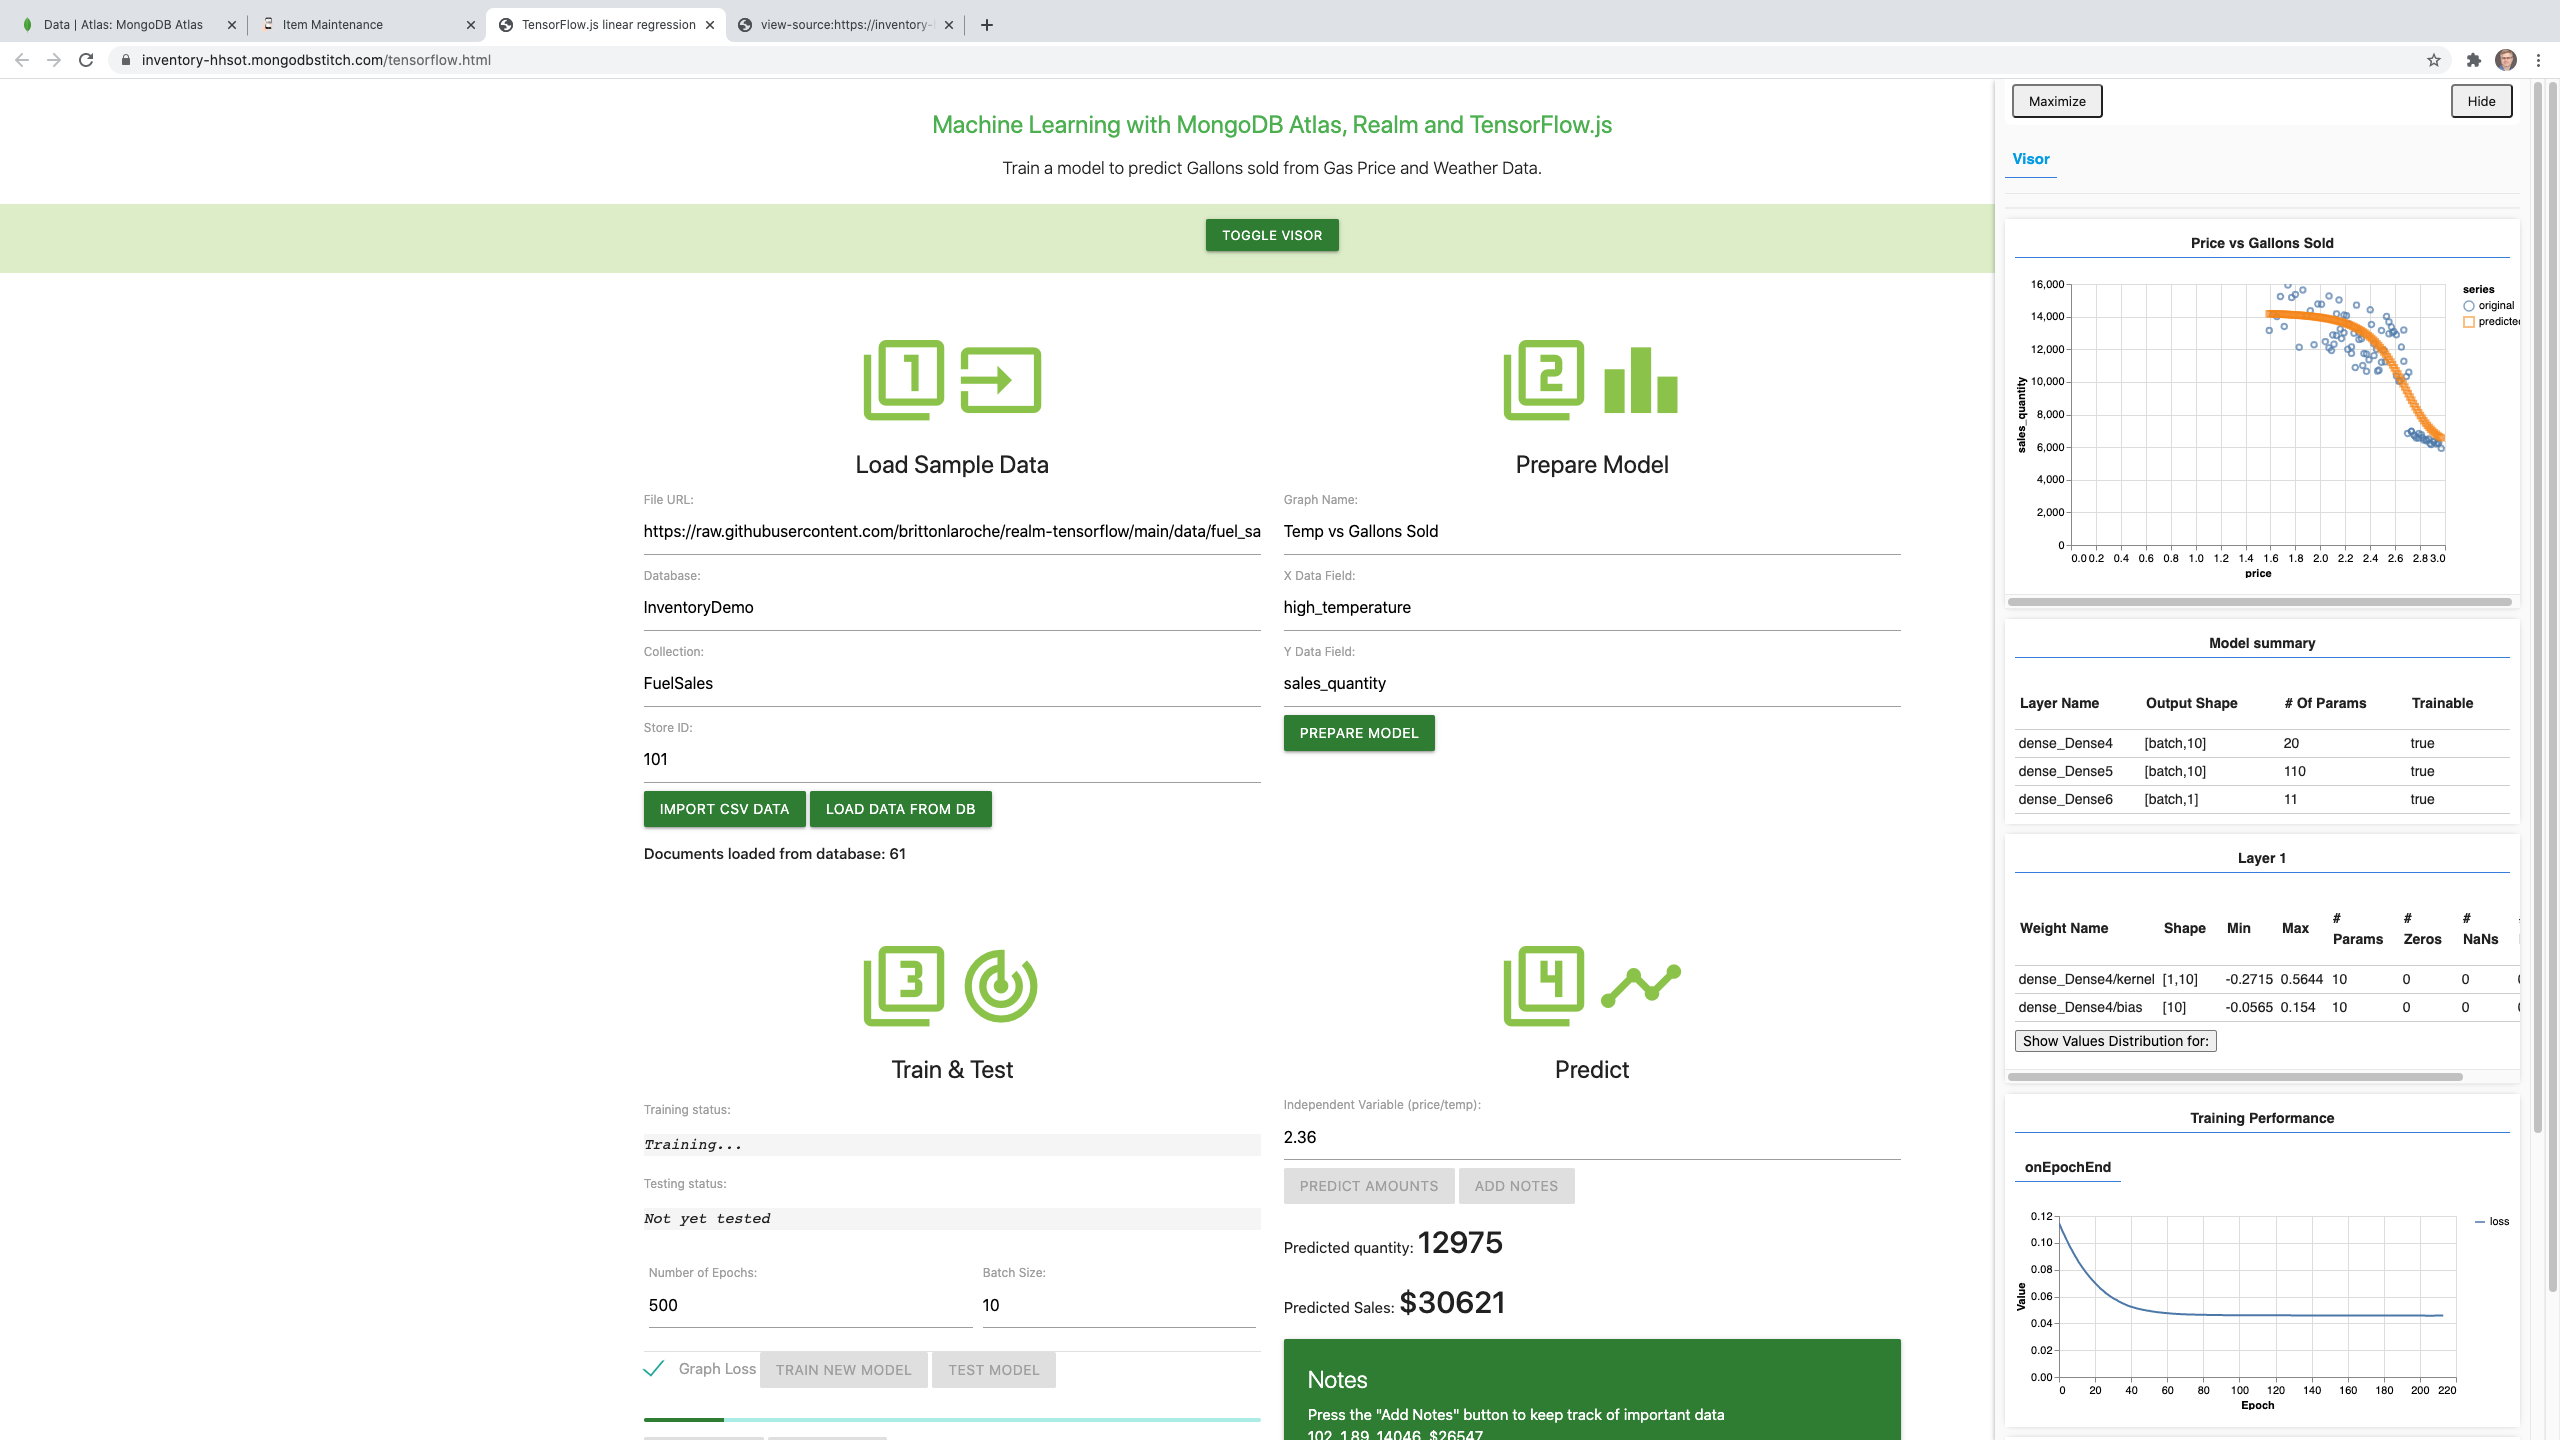 Data | Atlas: MongoDB Atlas
Item Maintenance
TensorFlow.js linear regression
view-source:https://inventory-
inventory-hhsot.mongodbstitch.com/tensorflow.html
Machine Learning with MongoDB Atlas, Realm and TensorFlow.js
Train a model to predict Gallons sold from Gas Price and Weather Data.
TOGGLE VISOR
1
Load Sample Data
File URL:
https://raw.githubusercontent.com/brittonlaroche/realm-tensorflow/main/data/fuel_sa
Database:
InventoryDemo
Collection:
FuelSales
Store ID:
101
IMPORT CSV DATA
LOAD DATA FROM DB
Documents loaded from database: 61
2
Prepare Model
Graph Name:
Temp vs Gallons Sold
X Data Field:
high_temperature
Y Data Field:
sales_quantity
PREPARE MODEL
3
Train & Test
Training status:
Training...
Testing status:
Not yet tested
Number of Epochs:
500
Batch Size:
10
Graph Loss
TRAIN NEW MODEL
TEST MODEL
4
Predict
Independent Variable (price/temp):
2.36
PREDICT AMOUNTS
ADD NOTES
Predicted quantity: 12975
Predicted Sales: $30621
Notes
Press the "Add Notes" button to keep track of important data
102 1.89 14046 $26547
Maximize
Hide
Visor
Price vs Gallons Sold
16,000
14,000
12,000
10,000
8,000
6,000
4,000
2,000
0
sales_quantity
0.0 0.2 0.4 0.6 0.8 1.0 1.2 1.4 1.6 1.8 2.0 2.2 2.4 2.6 2.8 3.0
price
series
original
predicted
Model summary
Layer Name Output Shape # Of Params Trainable
dense_Dense4 [batch,10] 20 true
dense_Dense5 [batch,10] 110 true
dense_Dense6 [batch,1] 11 true
Layer 1
Weight Name Shape Min Max # Params # Zeros # NaNs
dense_Dense4/kernel [1,10] -0.2715 0.5644 10 0 0
dense_Dense4/bias [10] -0.0565 0.154 10 0 0
Show Values Distribution for:
Training Performance
onEpochEnd
0.12
0.10
0.08
0.06
0.04
0.02
0.00
Value
0 20 40 60 80 100 120 140 160 180 200 220
Epoch
loss